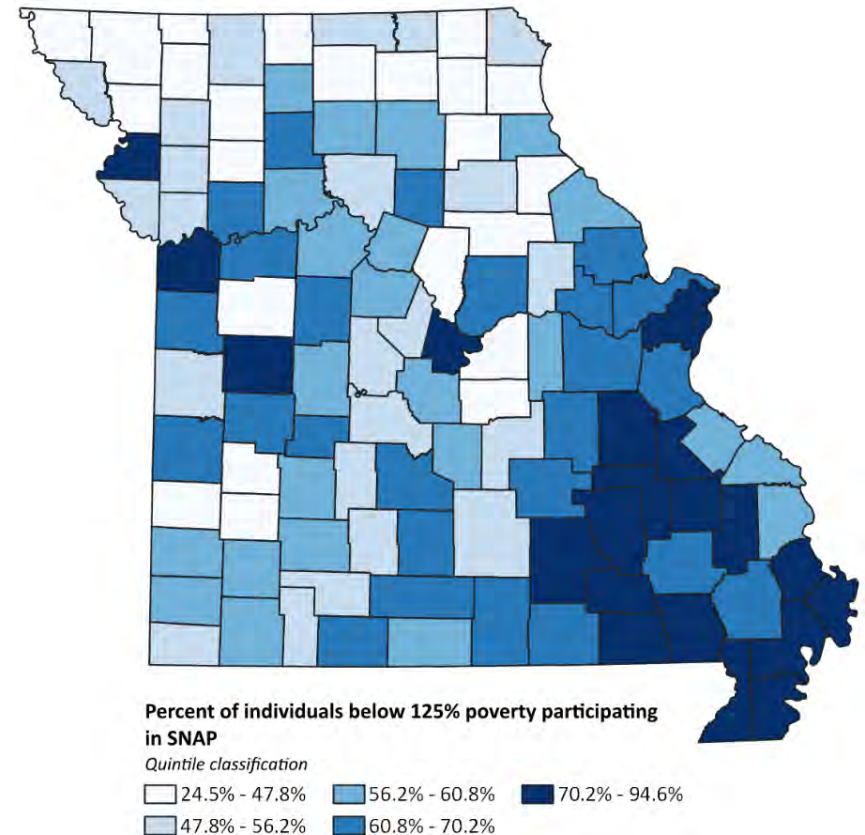 Percent of individuals below 125% poverty participating
in SNAP
Quintile classification
24.5% - 47.8% 56.2% - 60.8% 70.2% - 94.6%
47.8% - 56.2% 60.8% - 70.2%